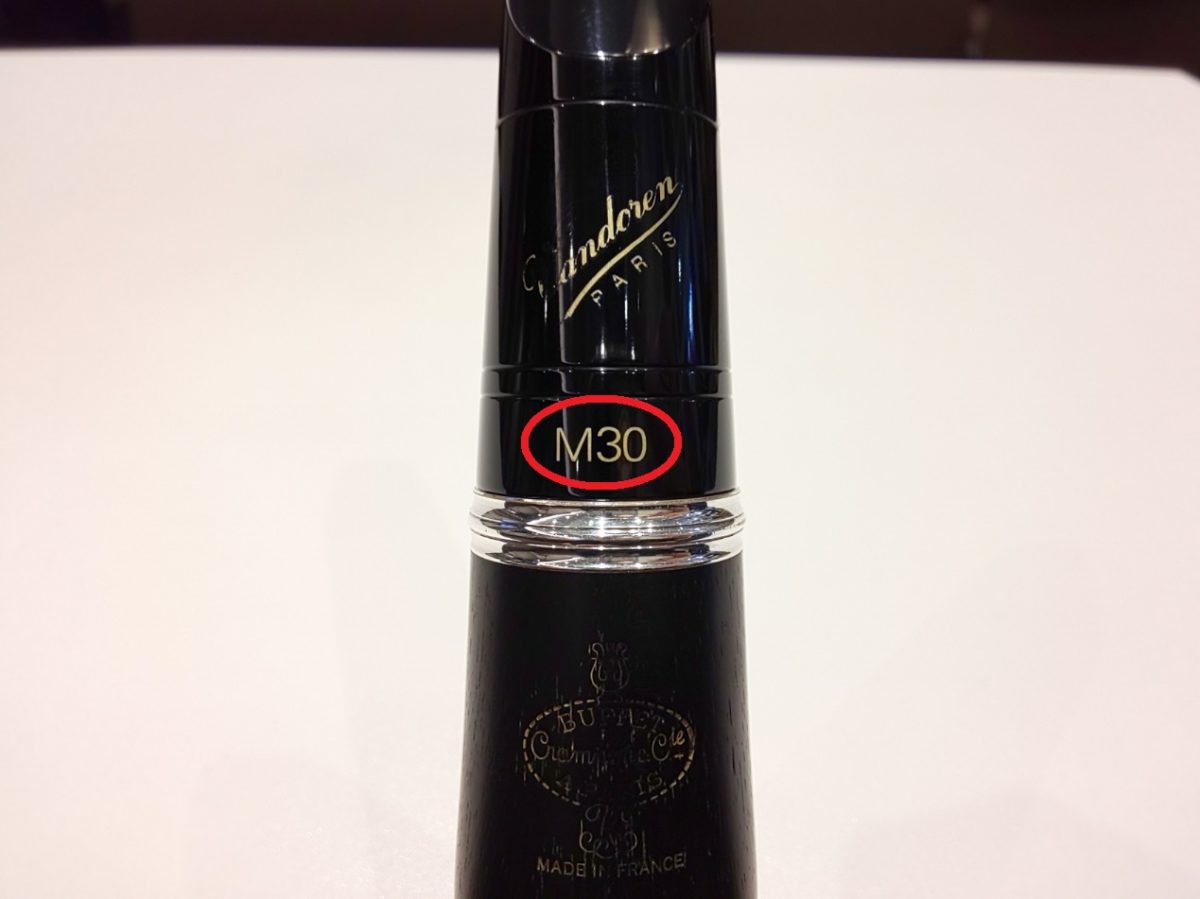 Vandoren
PARIS
M30
BUFFET
Crampon & Cie
A PARIS
MADE IN FRANCE